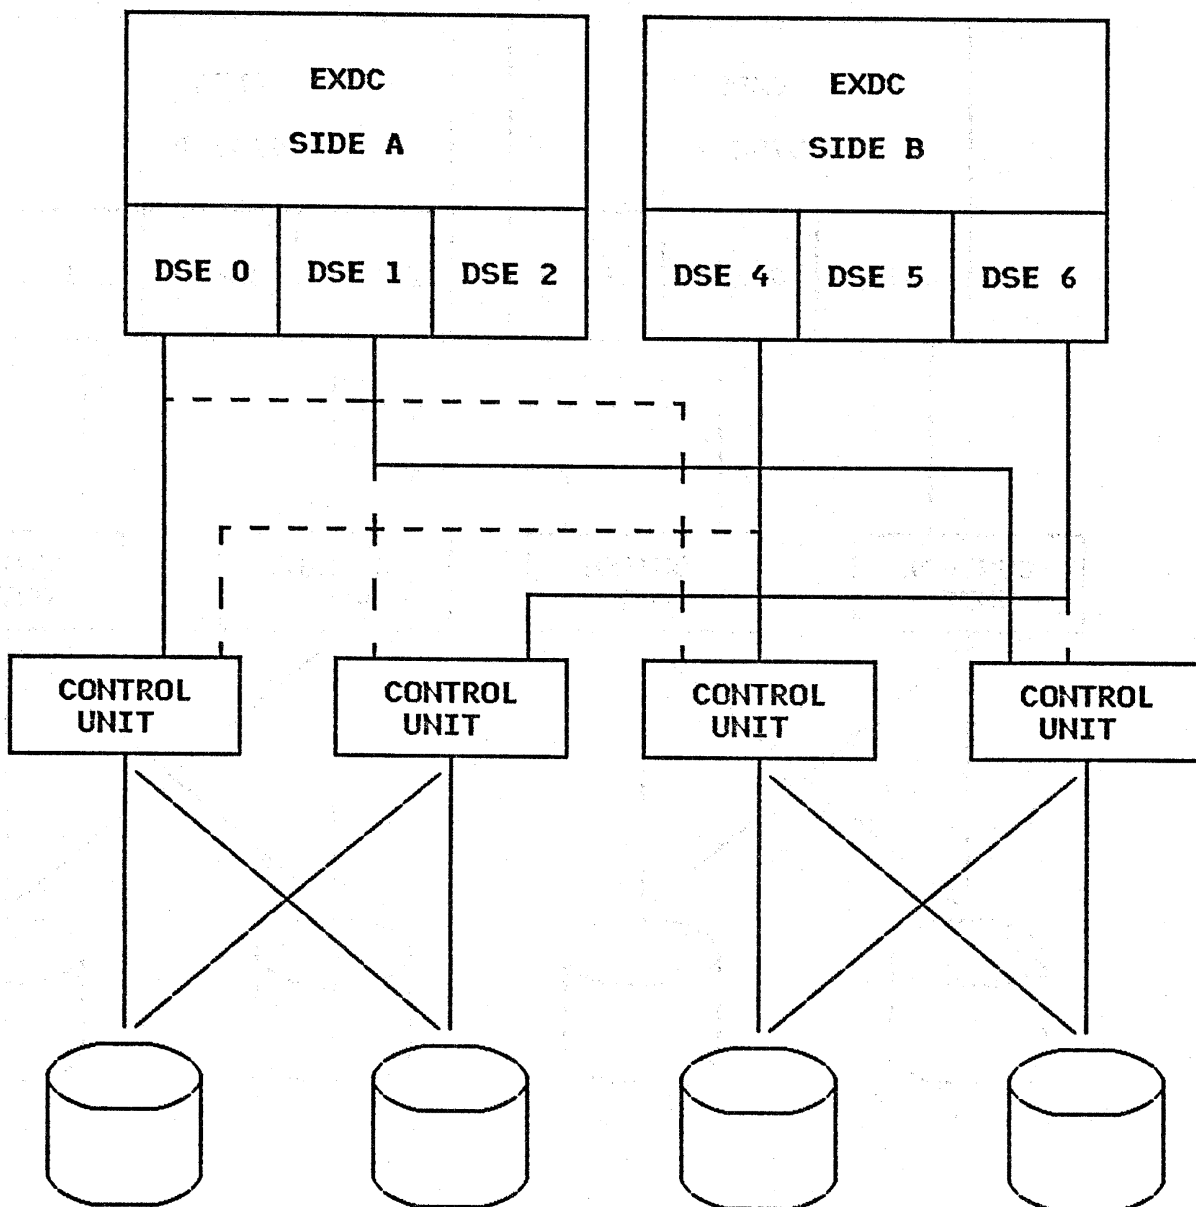 EXDC
SIDE A
EXDC
SIDE B
DSE 0
DSE 1
DSE 2
DSE 4
DSE 5
DSE 6
CONTROL
UNIT
CONTROL
UNIT
CONTROL
UNIT
CONTROL
UNIT